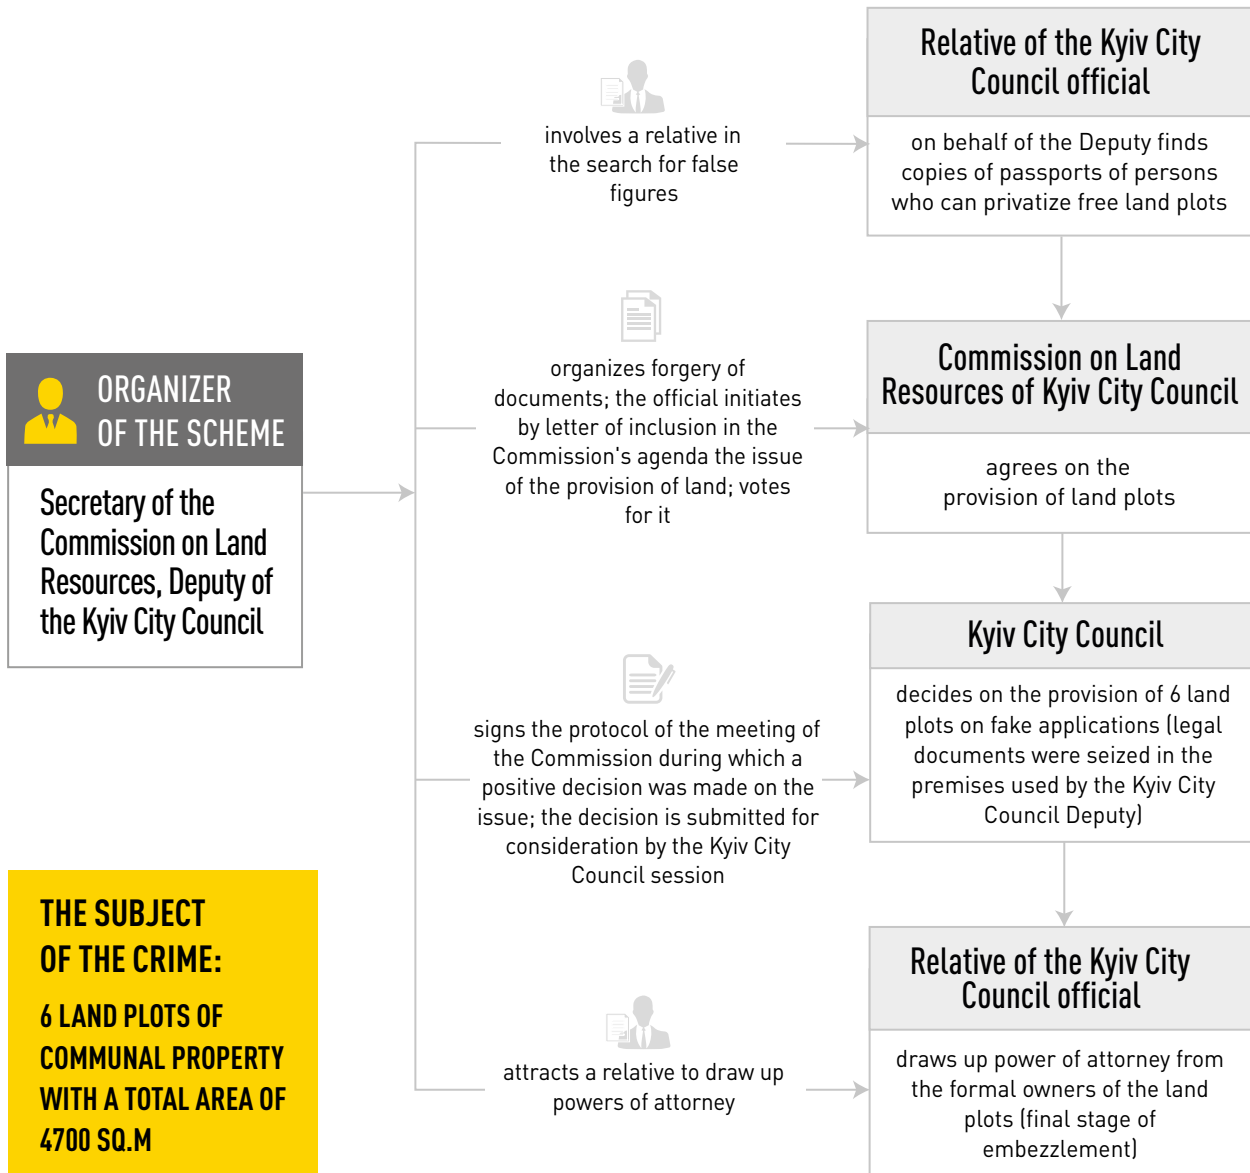 ORGANIZER
OF THE SCHEME
Secretary of the
Commission on Land
Resources, Deputy of
the Kyiv City Council
THE SUBJECT
OF THE CRIME:
6 LAND PLOTS OF
COMMUNAL PROPERTY
WITH A TOTAL AREA OF
4700 SQ.M
involves a relative in
the search for false
figures
Relative of the Kyiv City
Council official
on behalf of the Deputy finds
copies of passports of persons
who can privatize free land plots
organizes forgery of
documents; the official initiates
by letter of inclusion in the
Commission's agenda the issue
of the provision of land; votes
for it
Commission on Land
Resources of Kyiv City Council
agrees on the
provision of land plots
signs the protocol of the meeting of
the Commission during which a
positive decision was made on the
issue; the decision is submitted for
consideration by the Kyiv City
Council session
Kyiv City Council
decides on the provision of 6 land
plots on fake applications (legal
documents were seized in the
premises used by the Kyiv City
Council Deputy)
attracts a relative to draw up
powers of attorney
Relative of the Kyiv City
Council official
draws up power of attorney from
the formal owners of the land
plots (final stage of
embezzlement)